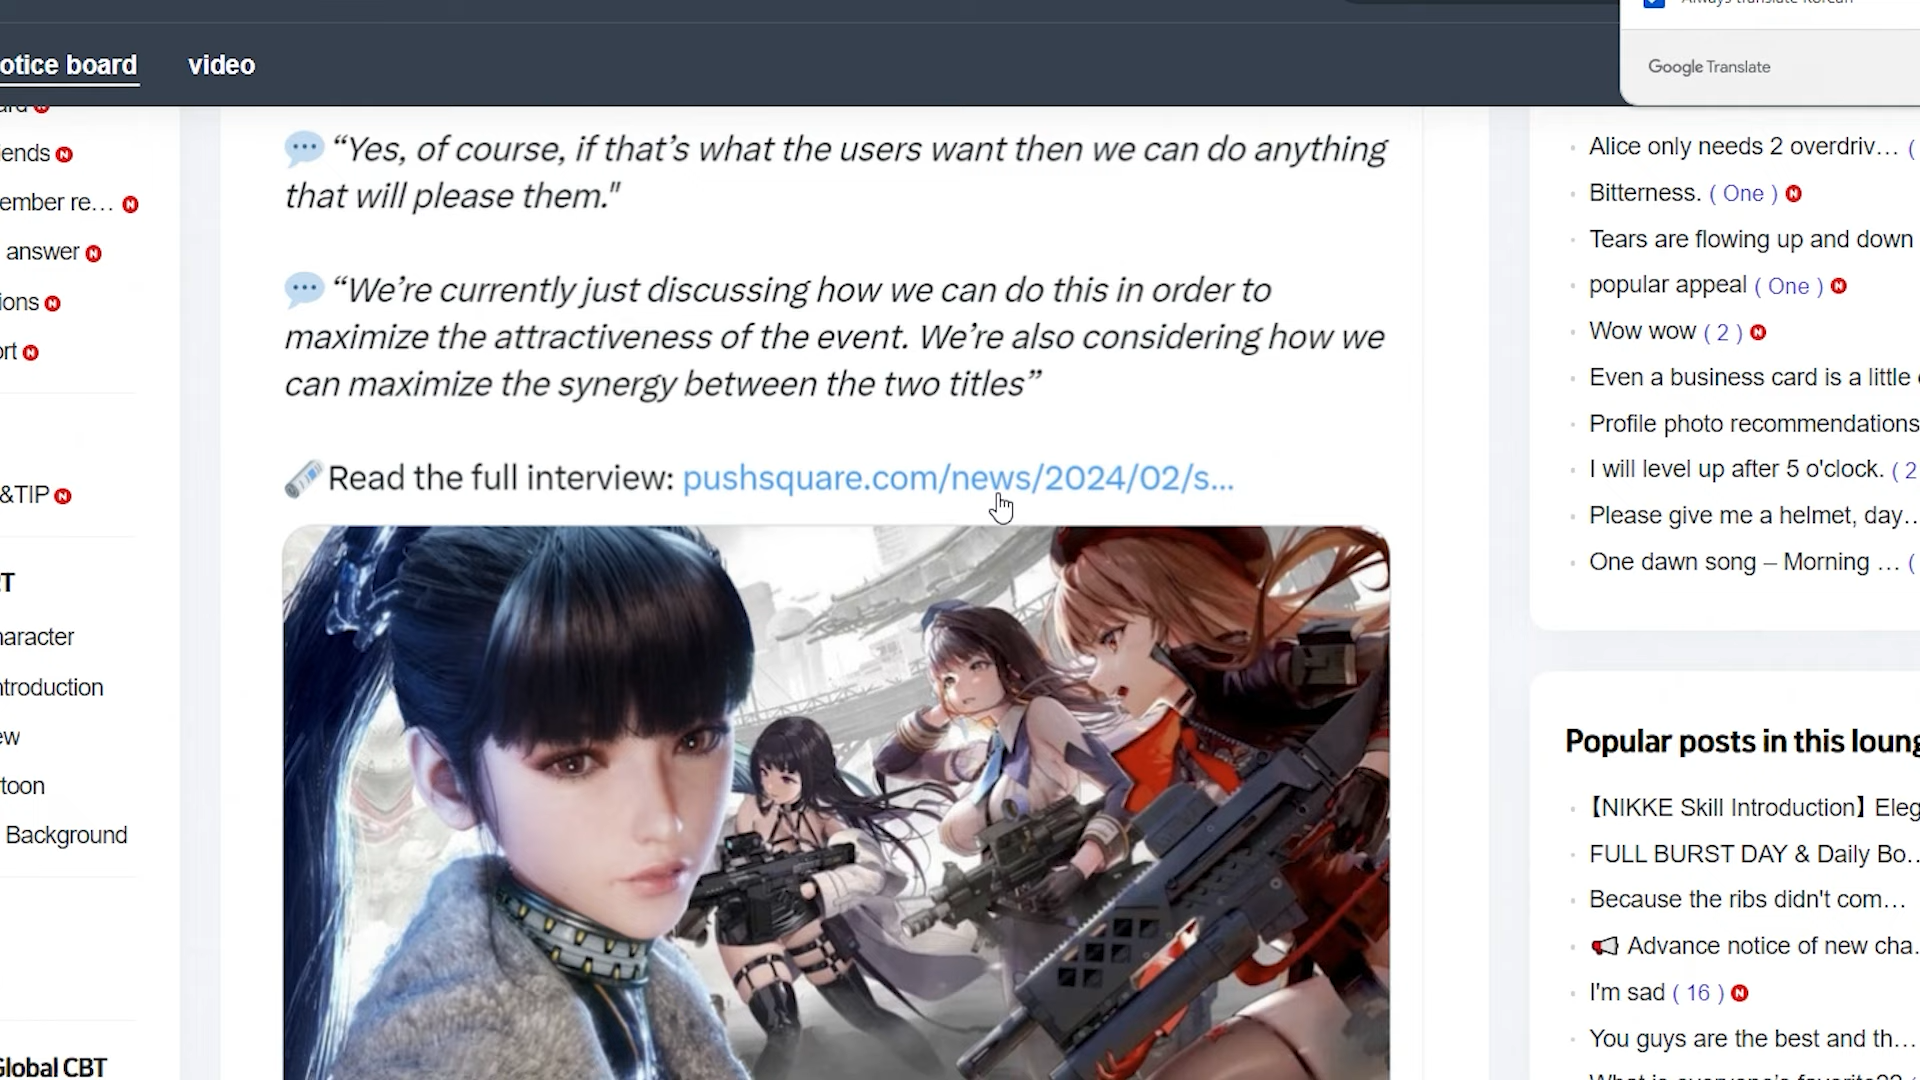 otice board
video
Google Translate
ends
ember re...
answer
ions
ort
&TIP
T
haracter
ntroduction
ew
toon
Background
Global CBT
“Yes, of course, if that’s what the users want then we can do anything
that will please them."
“We’re currently just discussing how we can do this in order to
maximize the attractiveness of the event. We’re also considering how we
can maximize the synergy between the two titles”
Read the full interview: pushsquare.com/news/2024/02/s...
Alice only needs 2 overdriv... (
Bitterness. ( One )
Tears are flowing up and down
popular appeal ( One )
Wow wow ( 2 )
Even a business card is a little
Profile photo recommendations
I will level up after 5 o'clock. ( 2
Please give me a helmet, day...
One dawn song – Morning ... (
Popular posts in this loung
【NIKKE Skill Introduction】Eleg
FULL BURST DAY & Daily Bo...
Because the ribs didn't com...
Advance notice of new cha...
I'm sad ( 16 )
You guys are the best and th...